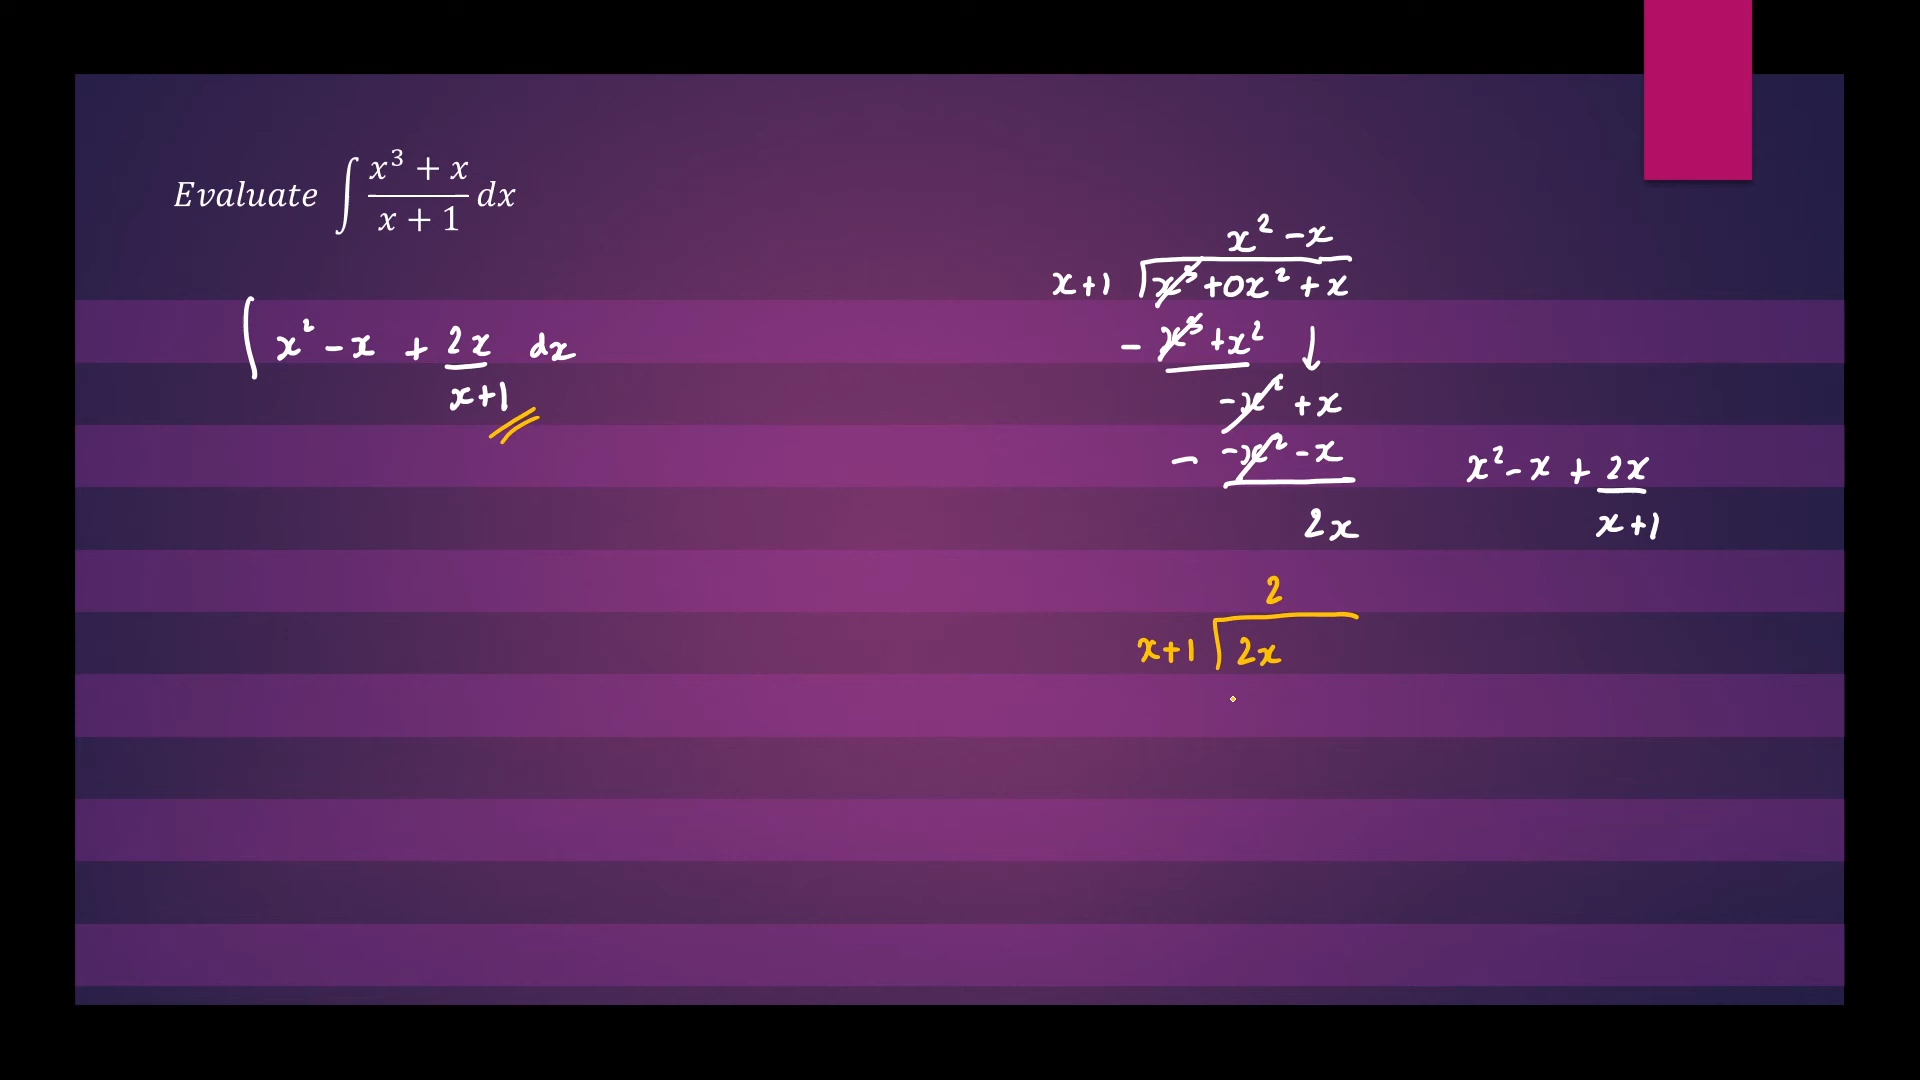 Evaluate ∫ (x³ + x)/(x + 1) dx
∫ x² - x + 2x/(x+1) dx
x² - x
x+1 | x³ + 0x² + x
- x³ + x² ↓
-x² + x
- -x² - x
2x
x² - x + 2x/(x+1)
2
x+1 | 2x